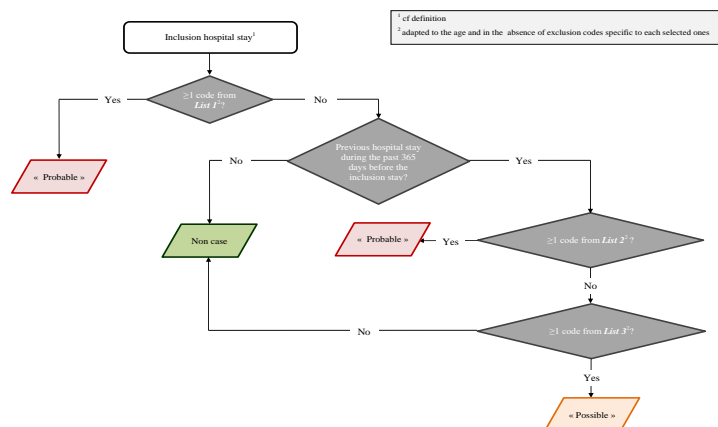 ¹ cf definition
² adapted to the age and in the absence of exclusion codes specific to each selected ones
Inclusion hospital stay¹
≥1 code from
List 1²?
Yes
No
Previous hospital stay
during the past 365
days before the
inclusion stay?
No
Yes
« Probable »
Non case
« Probable »
Yes
≥1 code from List 2² ?
No
≥1 code from List 3²?
No
Yes
« Possible »